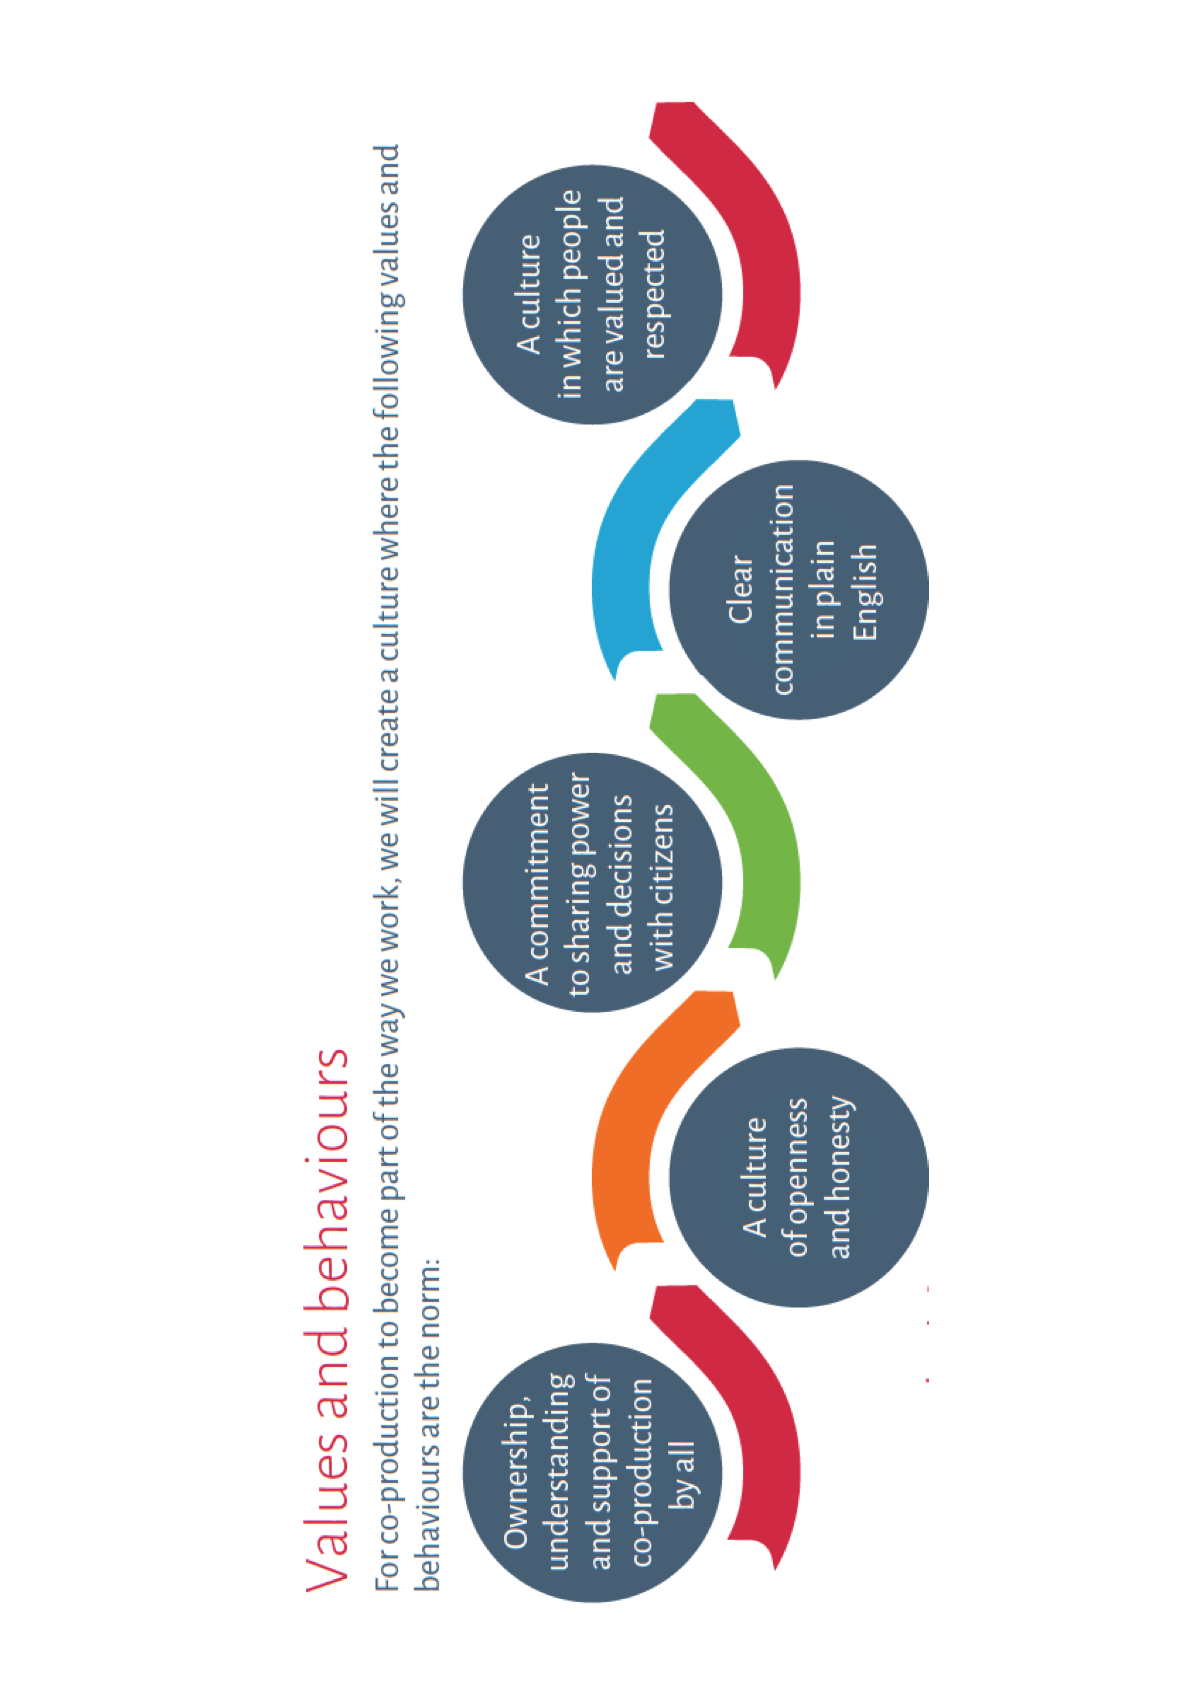 Values and behaviours
For co-production to become part of the way we work, we will create a culture where the following values and
behaviours are the norm:
Ownership,
understanding
and support of
co-production
by all
A culture
of openness
and honesty
A commitment
to sharing power
and decisions
with citizens
Clear
communication
in plain
English
A culture
in which people
are valued and
respected